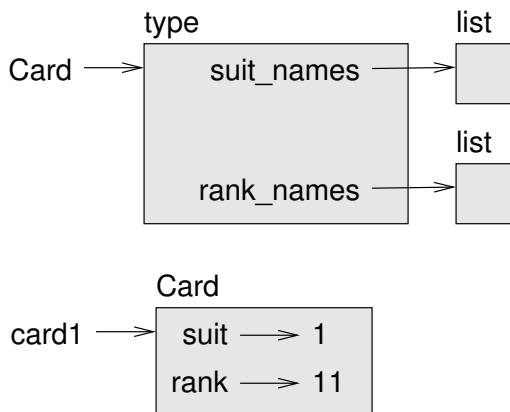 type
list
Card
suit_names
list
rank_names
Card
card1
suit
1
rank
11